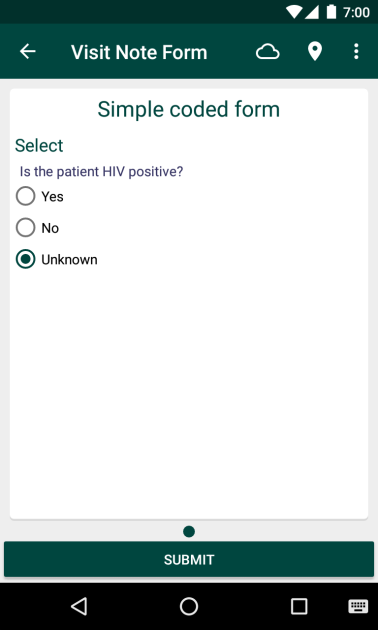 7:00
Visit Note Form
Simple coded form
Select
Is the patient HIV positive?
Yes
No
Unknown
SUBMIT